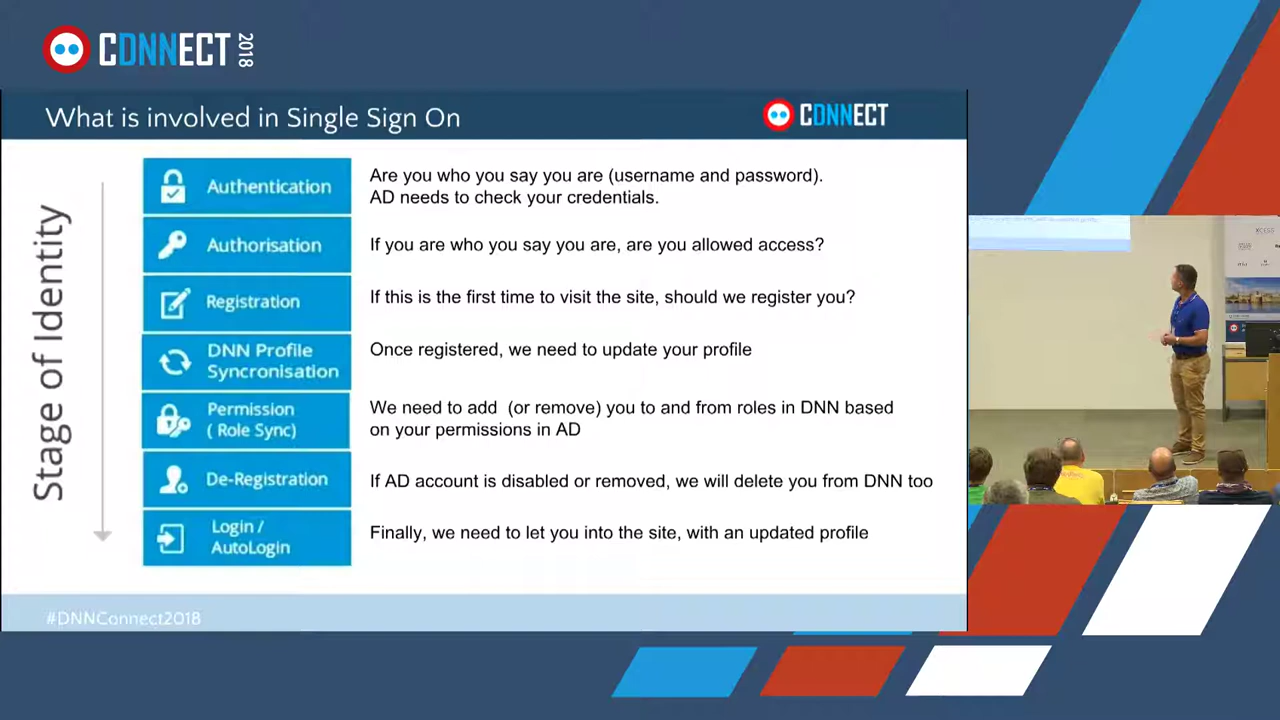 CDNNECT 2018
What is involved in Single Sign On
CDNNECT
Stage of Identity
Authentication
Are you who you say you are (username and password).
AD needs to check your credentials.
Authorisation
If you are who you say you are, are you allowed access?
Registration
If this is the first time to visit the site, should we register you?
DNN Profile
Syncronisation
Once registered, we need to update your profile
Permission
( Role Sync)
We need to add (or remove) you to and from roles in DNN based
on your permissions in AD
De-Registration
If AD account is disabled or removed, we will delete you from DNN too
Login /
AutoLogin
Finally, we need to let you into the site, with an updated profile
#DNNConnect2018
XCESS